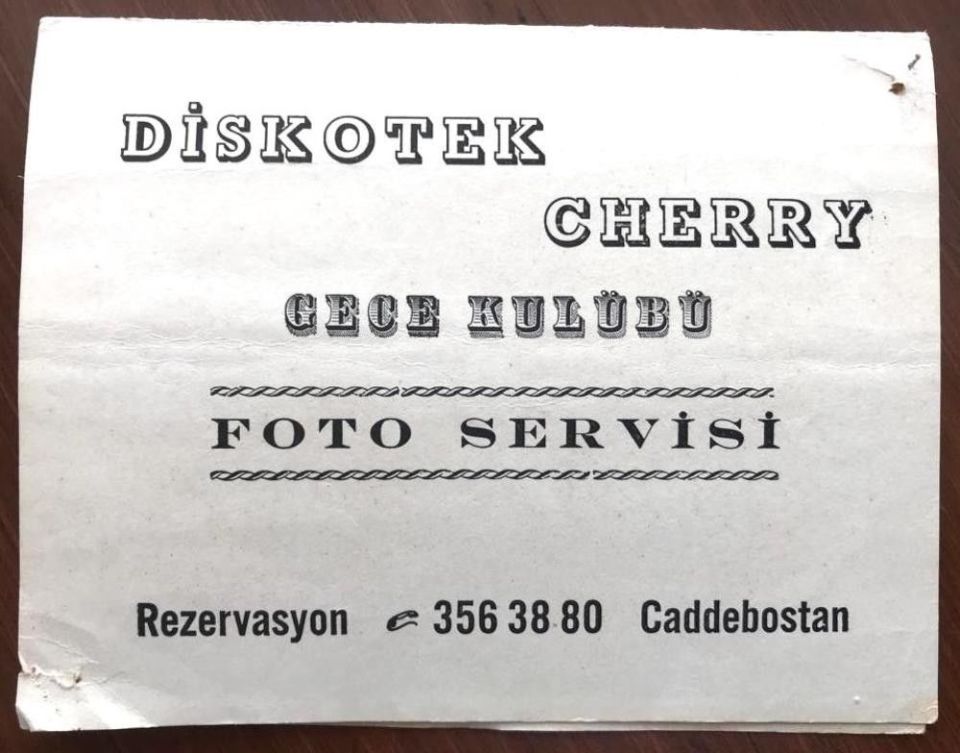 DİSKOTEK
CHERRY
GECE KULÜBÜ
FOTO SERVİSİ
Rezervasyon 356 38 80 Caddebostan